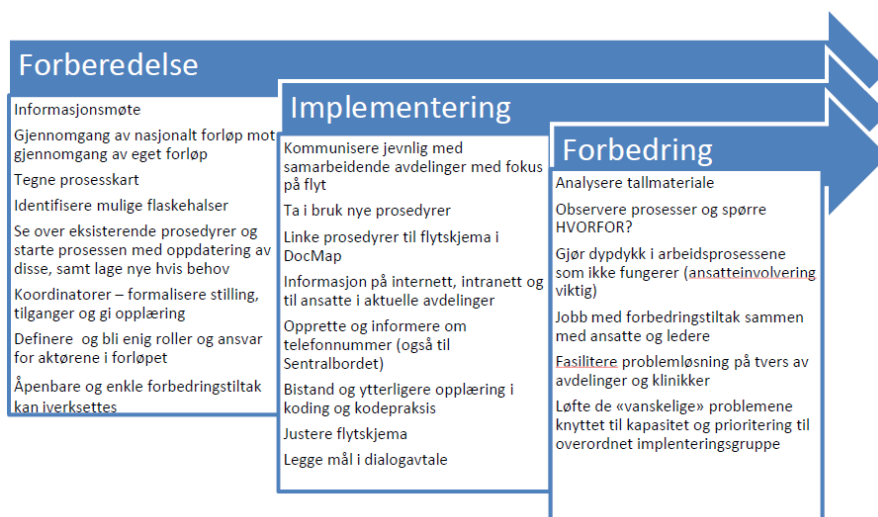 Forberedelse
Informasjonsmøte
Gjennomgang av nasjonalt forløp mot
gjennomgang av eget forløp
Tegne prosesskart
Identifisere mulige flaskehalser
Se over eksisterende prosedyrer og
starte prosessen med oppdatering av
disse, samt lage nye hvis behov
Koordinatorer – formalisere stilling,
tilganger og gi opplæring
Definere og bli enig roller og ansvar
for aktørene i forløpet
Åpenbare og enkle forbedringstiltak
kan iverksettes
Implementering
Kommunisere jevnlig med
samarbeidende avdelinger med fokus
på flyt
Ta i bruk nye prosedyrer
Linke prosedyrer til flytskjema i
DocMap
Informasjon på internett, intranett og
til ansatte i aktuelle avdelinger
Opprette og informere om
telefonnummer (også til
Sentralbordet)
Bistand og ytterligere opplæring i
koding og kodepraksis
Justere flytskjema
Legge mål i dialogavtale
Forbedring
Analysere tallmateriale
Observere prosesser og spørre
HVORFOR?
Gjør dypdykk i arbeidsprosessene
som ikke fungerer (ansatteinvolvering
viktig)
Jobb med forbedringstiltak sammen
med ansatte og ledere
Fasilitere problemløsning på tvers av
avdelinger og klinikker
Løfte de «vanskelige» problemene
knyttet til kapasitet og prioritering til
overordnet implenteringsgruppe